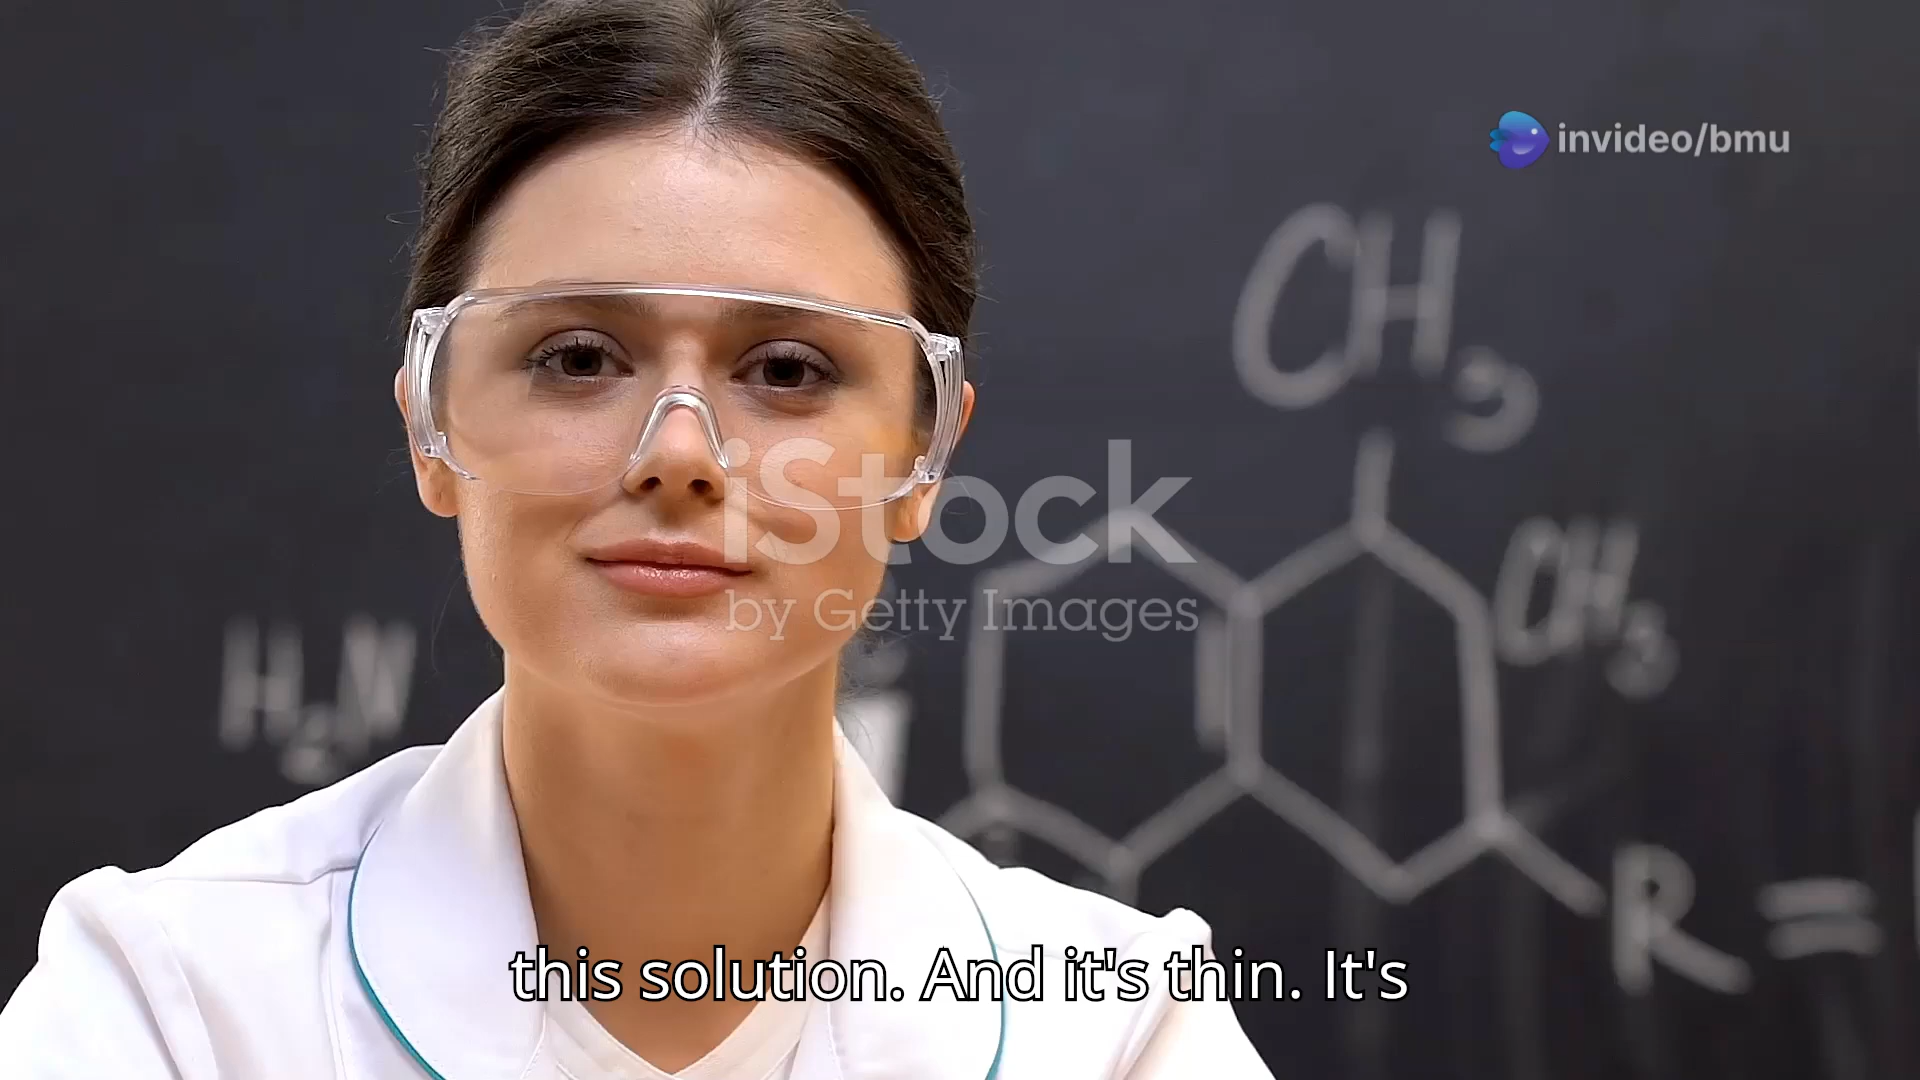 invideo/bmu
CH3
iStock
CH3
by Getty Images
H2N
R =
this solution. And it's thin. It's